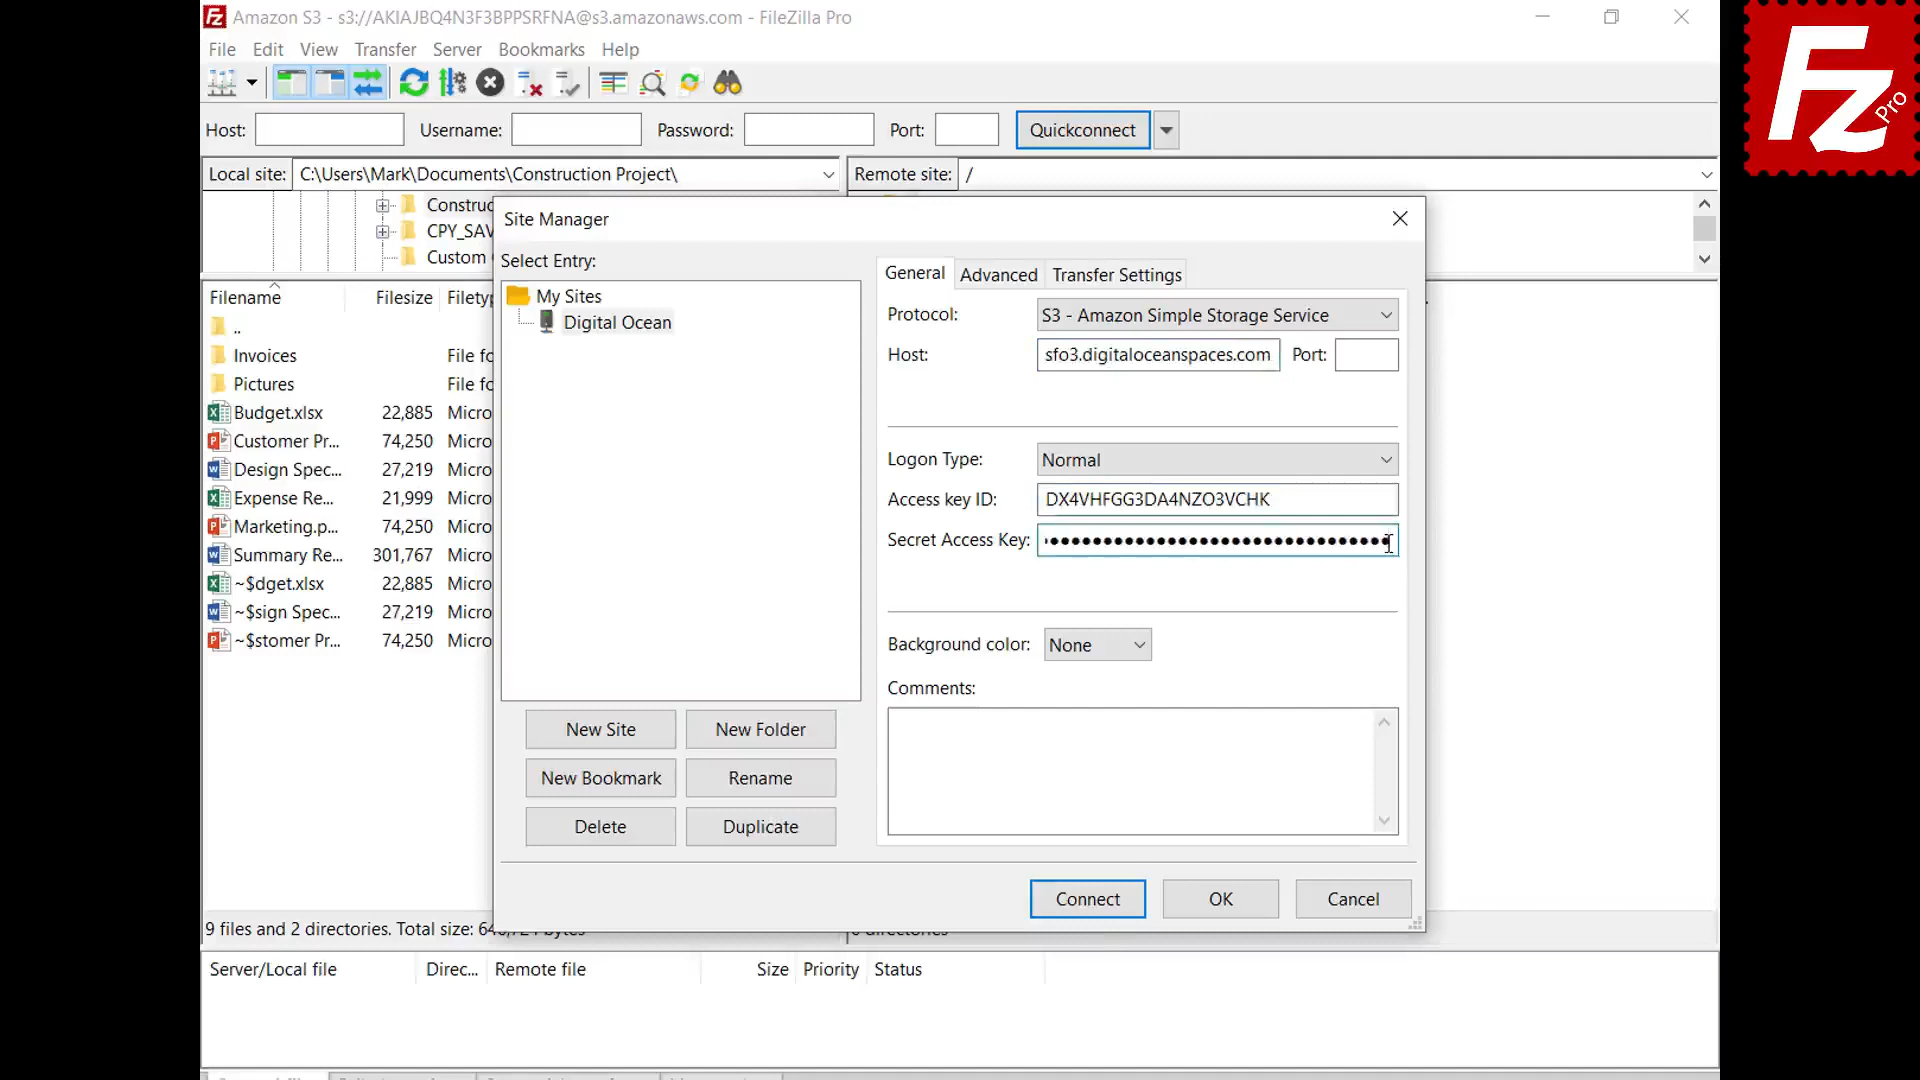 Amazon S3 - s3://AKIAJBQ4N3F3BPPSRFNA@s3.amazonaws.com - FileZilla Pro
File Edit View Transfer Server Bookmarks Help
Host: Username: Password: Port: Quickconnect
Local site: C:\Users\Mark\Documents\Construction Project\ Remote site: /
Construc
CPY_SAV
Custom
Filename Filesize Filetyp
..
Invoices File fo
Pictures File fo
Budget.xlsx 22,885 Micro
Customer Pr... 74,250 Micro
Design Spec... 27,219 Micro
Expense Re... 21,999 Micro
Marketing.p... 74,250 Micro
Summary Re... 301,767 Micro
~$dget.xlsx 22,885 Micro
~$sign Spec... 27,219 Micro
~$stomer Pr... 74,250 Micro
9 files and 2 directories. Total size: bytes
directories
Site Manager
Select Entry:
My Sites
Digital Ocean
New Site New Folder
New Bookmark Rename
Delete Duplicate
General Advanced Transfer Settings
Protocol: S3 - Amazon Simple Storage Service
Host: sfo3.digitaloceanspaces.com Port:
Logon Type: Normal
Access key ID: DX4VHFGG3DA4NZO3VCHK
Secret Access Key:
Background color: None
Comments:
Connect OK Cancel
Server/Local file Direc... Remote file Size Priority Status
FZ Pro